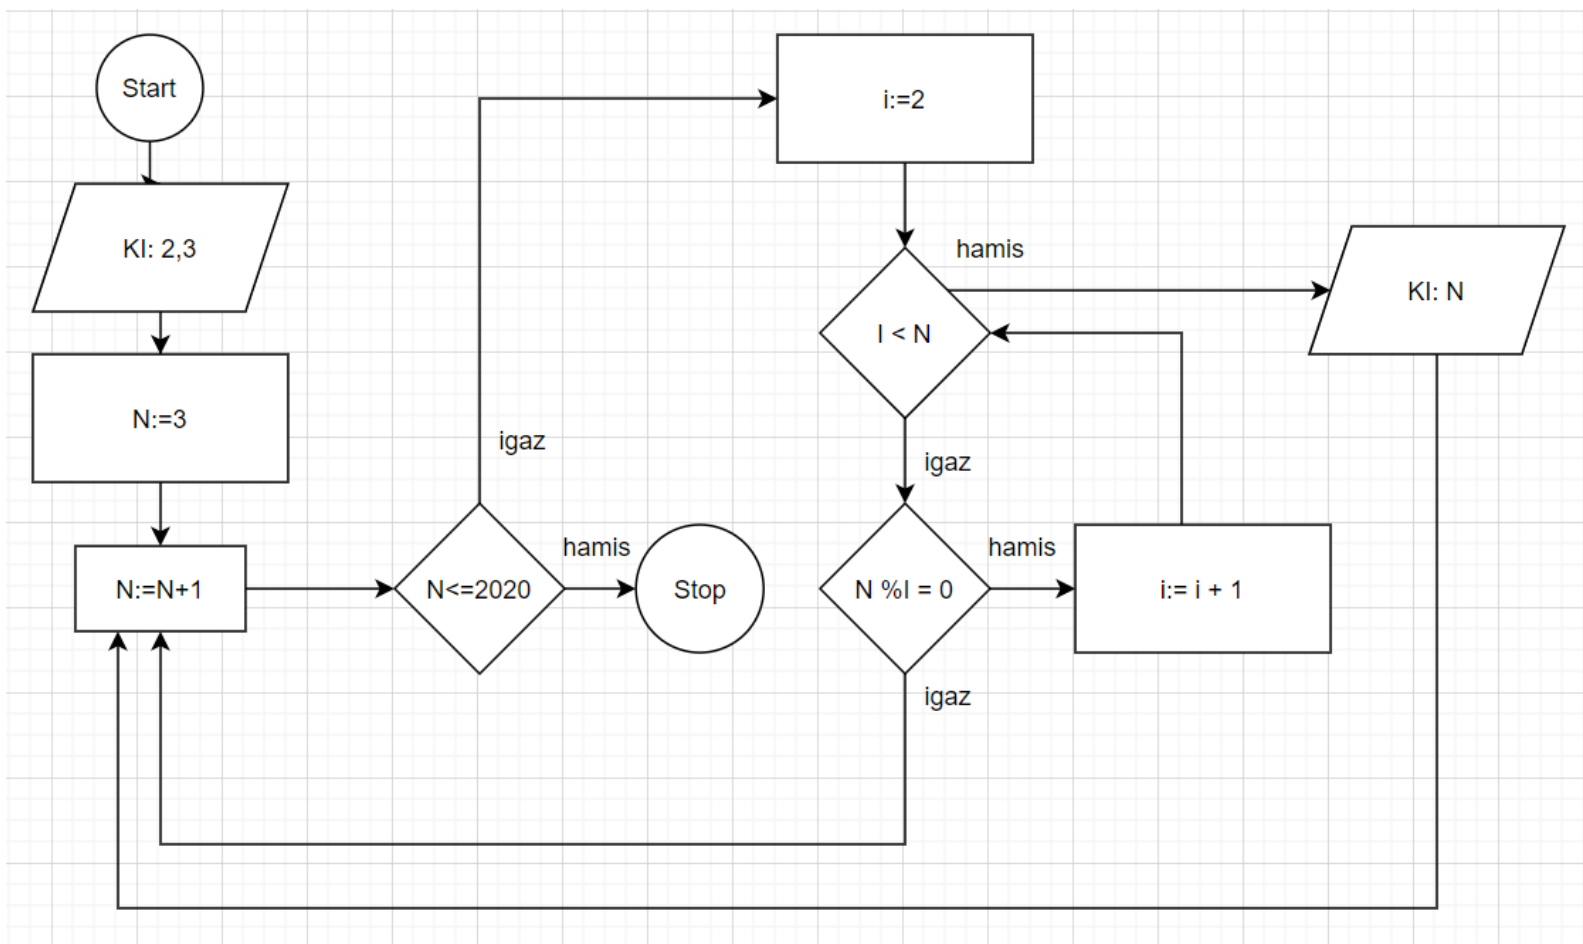 Start
KI: 2,3
N:=3
N:=N+1
N<=2020
igaz
hamis
Stop
i:=2
I < N
hamis
KI: N
igaz
N %I = 0
hamis
i:= i + 1
igaz